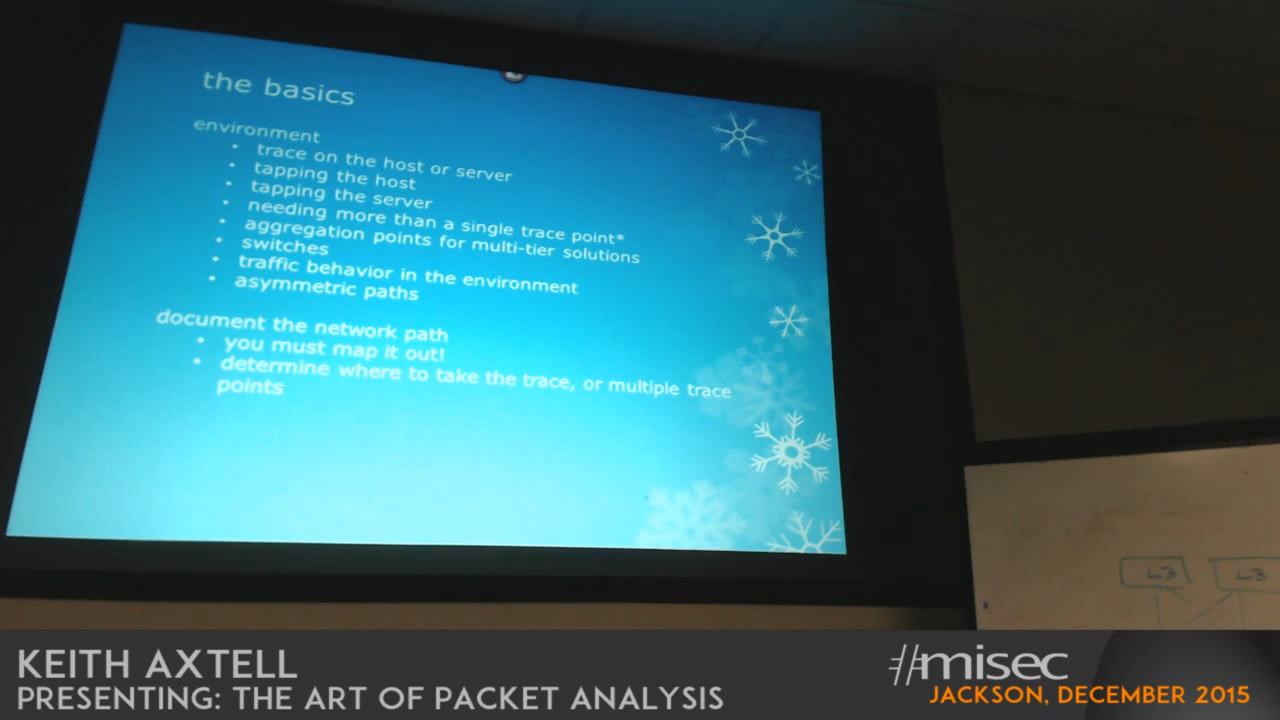 the basics
environment
• trace on the host or server
• tapping the host
• tapping the server
• needing more than a single trace point*
• aggregation points for multi-tier solutions
• switches
• traffic behavior in the environment
• asymmetric paths
document the network path
• you must map it out!
• determine where to take the trace, or multiple trace
points
L3
L3
KEITH AXTELL
PRESENTING: THE ART OF PACKET ANALYSIS
#misec
JACKSON, DECEMBER 2015